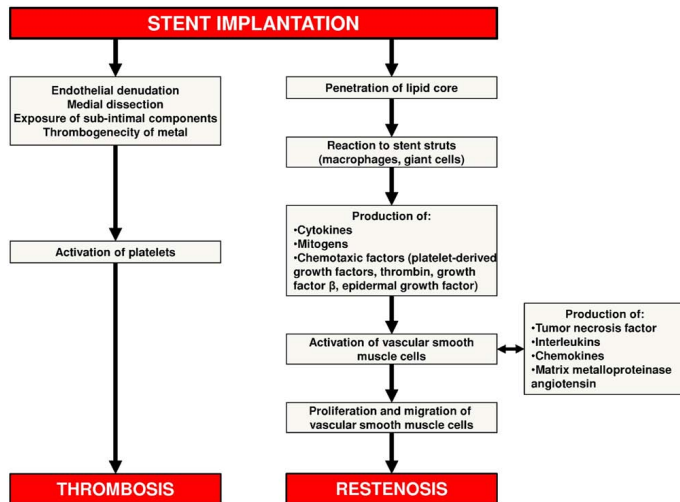 STENT IMPLANTATION
Endothelial denudation
Medial dissection
Exposure of sub-intimal components
Thrombogenecity of metal
Activation of platelets
THROMBOSIS
Penetration of lipid core
Reaction to stent struts
(macrophages, giant cells)
Production of:
•Cytokines
•Mitogens
•Chemotaxic factors (platelet-derived
growth factors, thrombin, growth
factor β, epidermal growth factor)
Activation of vascular smooth
muscle cells
Production of:
•Tumor necrosis factor
•Interleukins
•Chemokines
•Matrix metalloproteinase
angiotensin
Proliferation and migration of
vascular smooth muscle cells
RESTENOSIS